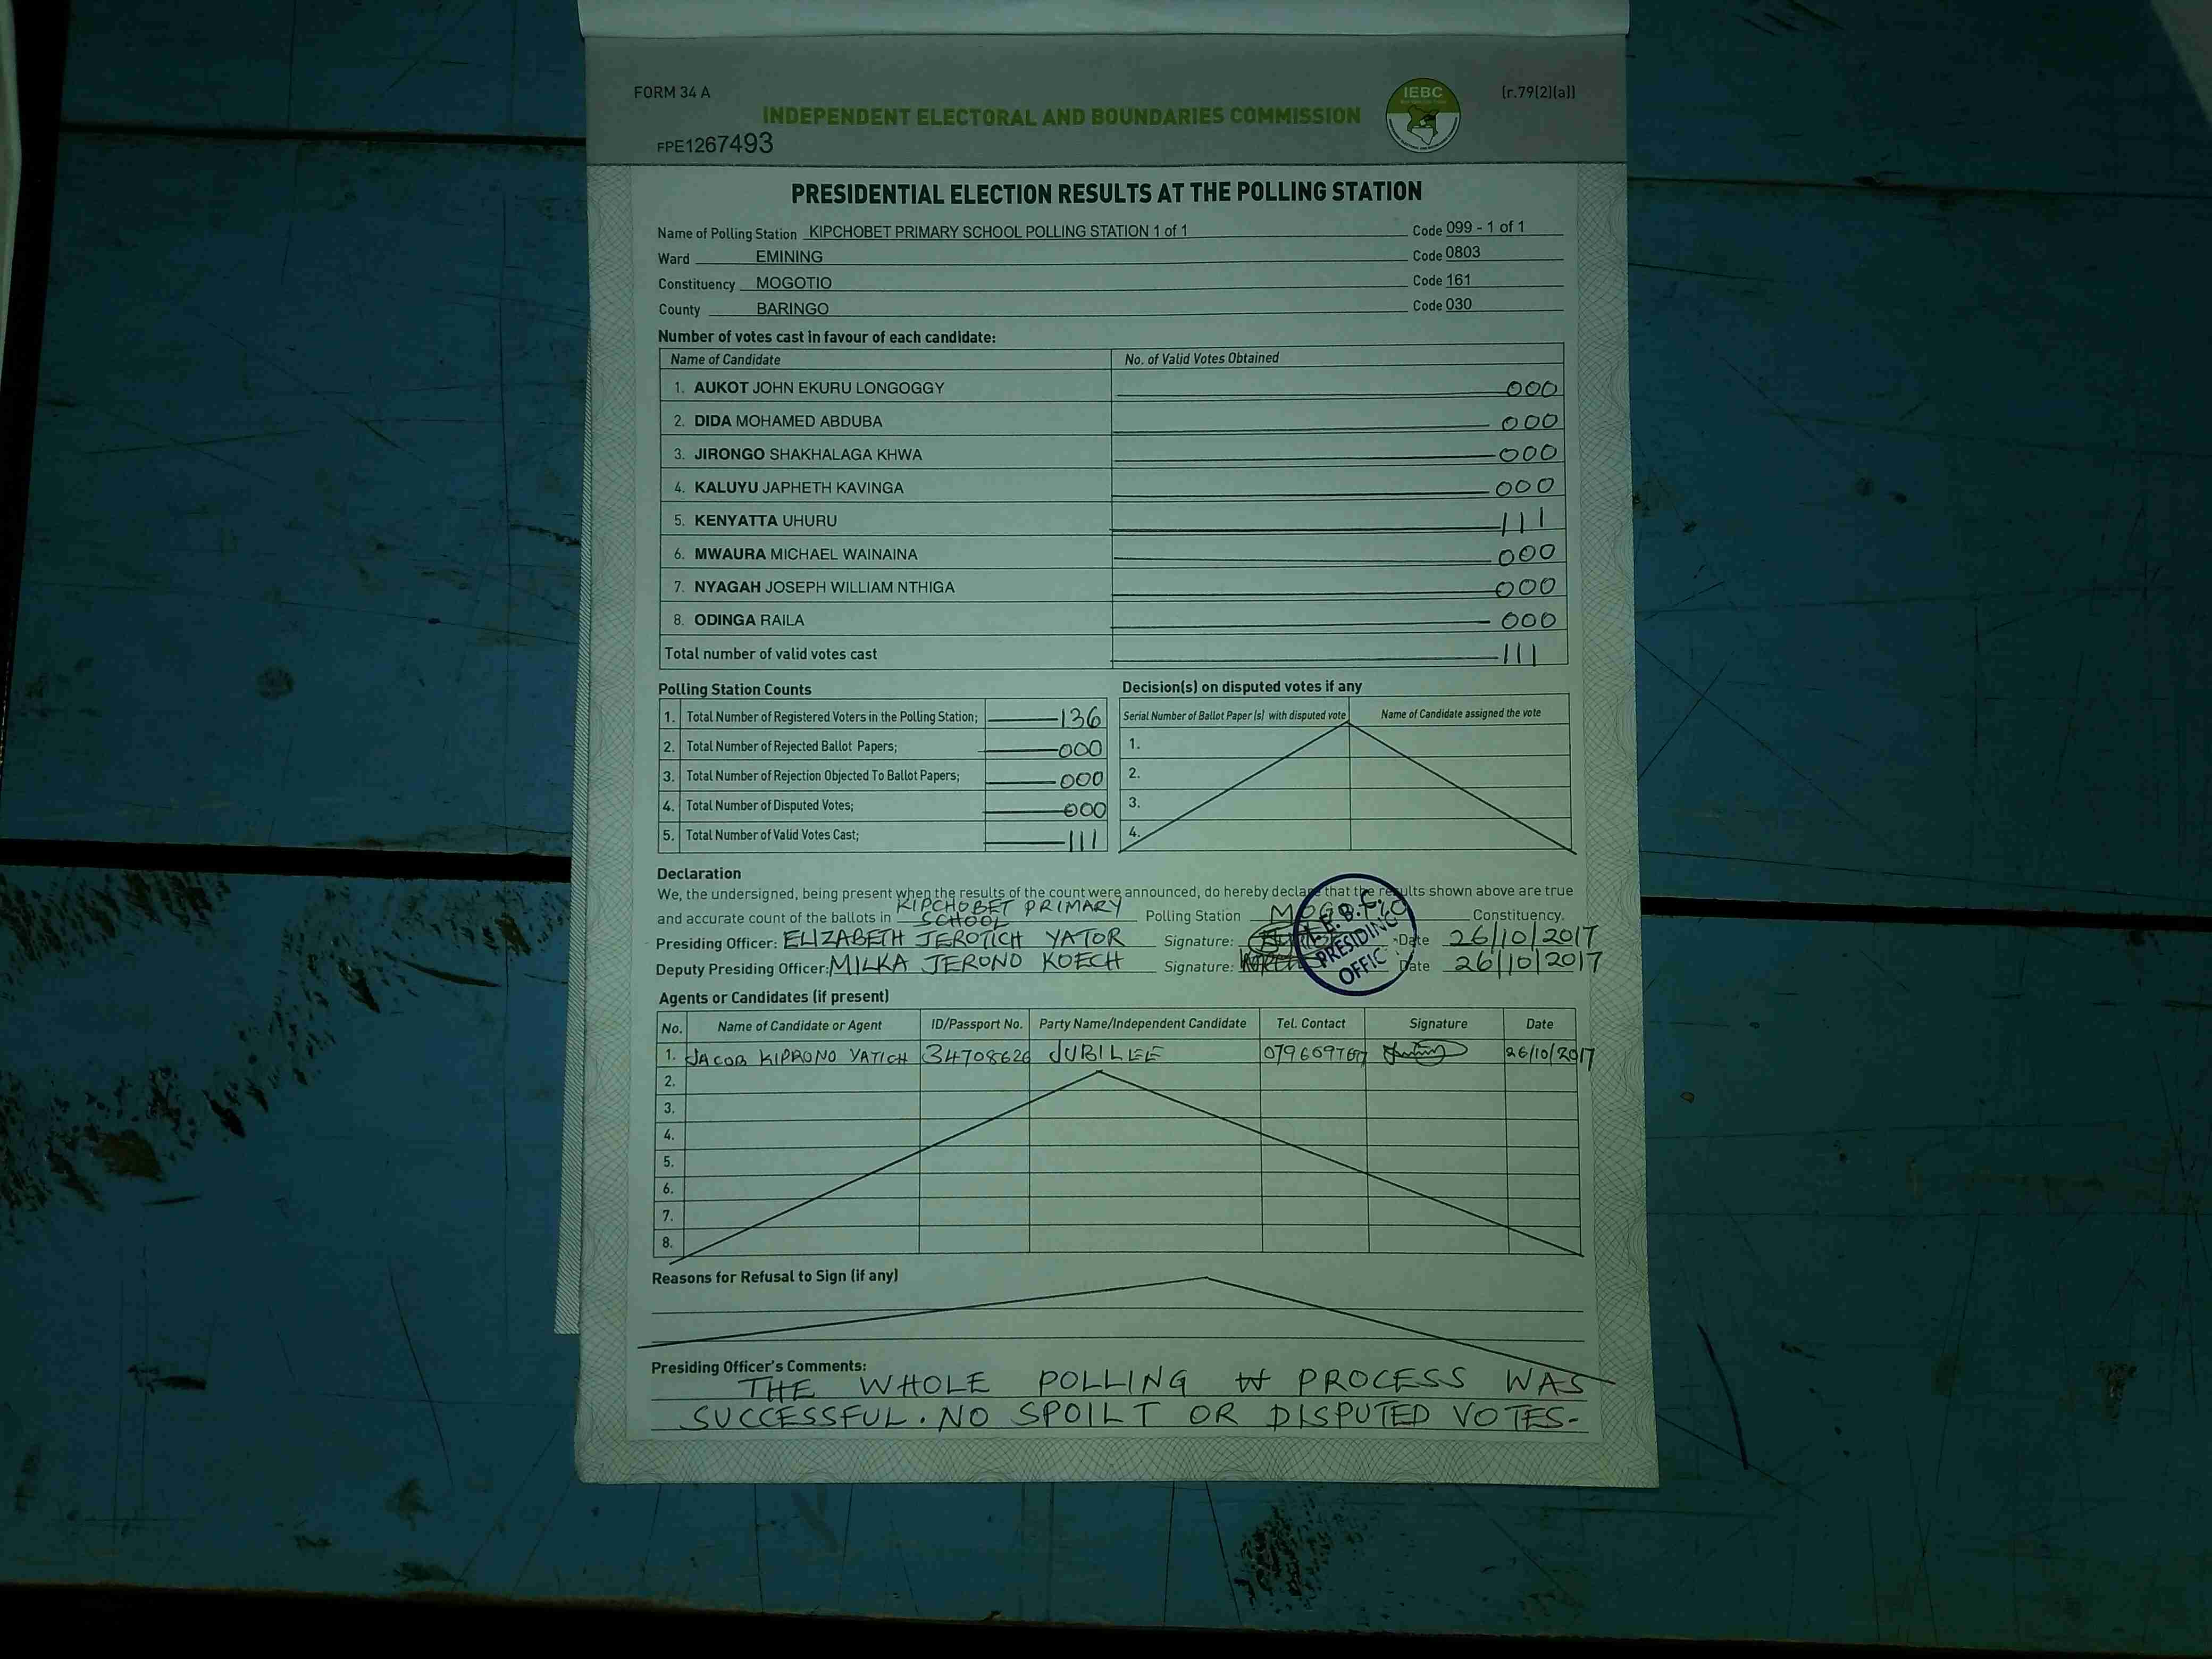 FORM 34 A
IEBC
[r.79(2)(a)]
INDEPENDENT ELECTORAL AND BOUNDARIES COMMISSION
FPE1267493
PRESIDENTIAL ELECTION RESULTS AT THE POLLING STATION
Name of Polling Station KIPCHOBET PRIMARY SCHOOL POLLING STATION 1 of 1 Code 099 - 1 of 1
Ward EMINING Code 0803
Constituency MOGOTIO Code 161
County BARINGO Code 030
Number of votes cast in favour of each candidate:
Name of Candidate No. of Valid Votes Obtained
1. AUKOT JOHN EKURU LONGOGGY 000
2. DIDA MOHAMED ABDUBA 000
3. JIRONGO SHAKHALAGA KHWA 000
4. KALUYU JAPHETH KAVINGA 000
5. KENYATTA UHURU 111
6. MWAURA MICHAEL WAINAINA 000
7. NYAGAH JOSEPH WILLIAM NTHIGA 000
8. ODINGA RAILA 000
Total number of valid votes cast 111
Polling Station Counts
1. Total Number of Registered Voters in the Polling Station; 136
2. Total Number of Rejected Ballot Papers; 000
3. Total Number of Rejection Objected To Ballot Papers; 000
4. Total Number of Disputed Votes; 000
5. Total Number of Valid Votes Cast; 111
Decision(s) on disputed votes if any
Serial Number of Ballot Paper (s) with disputed vote Name of Candidate assigned the vote
1.
2.
3.
4.
Declaration
We, the undersigned, being present when the results of the count were announced, do hereby declare that the results shown above are true
and accurate count of the ballots in KIPCHOBET PRIMARY SCHOOL Polling Station MOGOTIO Constituency.
Presiding Officer: ELIZABETH JEROTICH YATOR Signature: Date 26/10/2017
Deputy Presiding Officer: MILKA JERONO KOECH Signature: Date 26/10/2017
I.E.B.C.
PRESIDING
OFFIC
Agents or Candidates (if present)
No. Name of Candidate or Agent ID/Passport No. Party Name/Independent Candidate Tel. Contact Signature Date
1. JACOB KIPRONO YATICH 34708626 JUBILEE 26/10/2017
2.
3.
4.
5.
6.
7.
8.
Reasons for Refusal to Sign (if any)
Presiding Officer's Comments:
THE WHOLE POLLING PROCESS WAS
SUCCESSFUL. NO SPOILT OR DISPUTED VOTES-